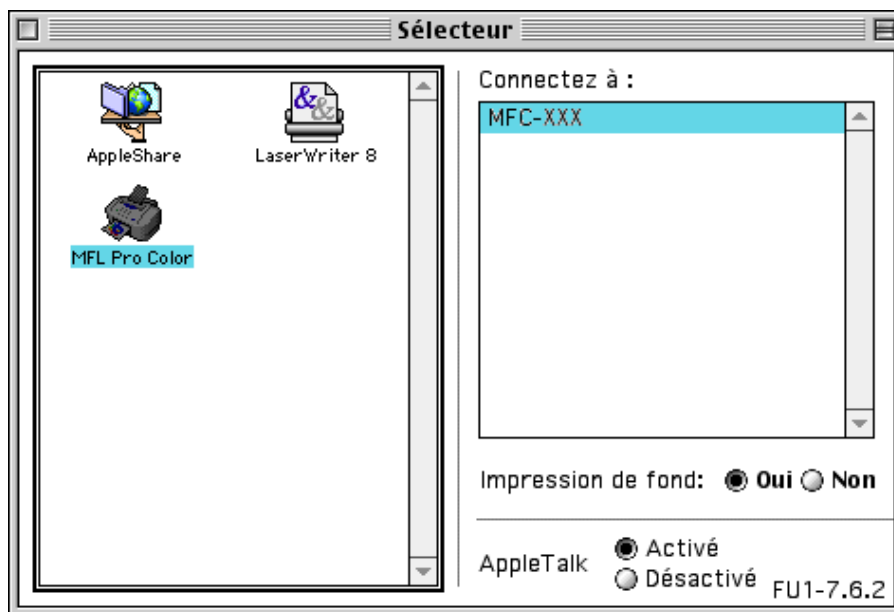 Sélecteur
AppleShare
LaserWriter 8
MFL Pro Color
Connectez à :
MFC-XXX
Impression de fond: Oui Non
AppleTalk
Activé
Désactivé
FU1-7.6.2